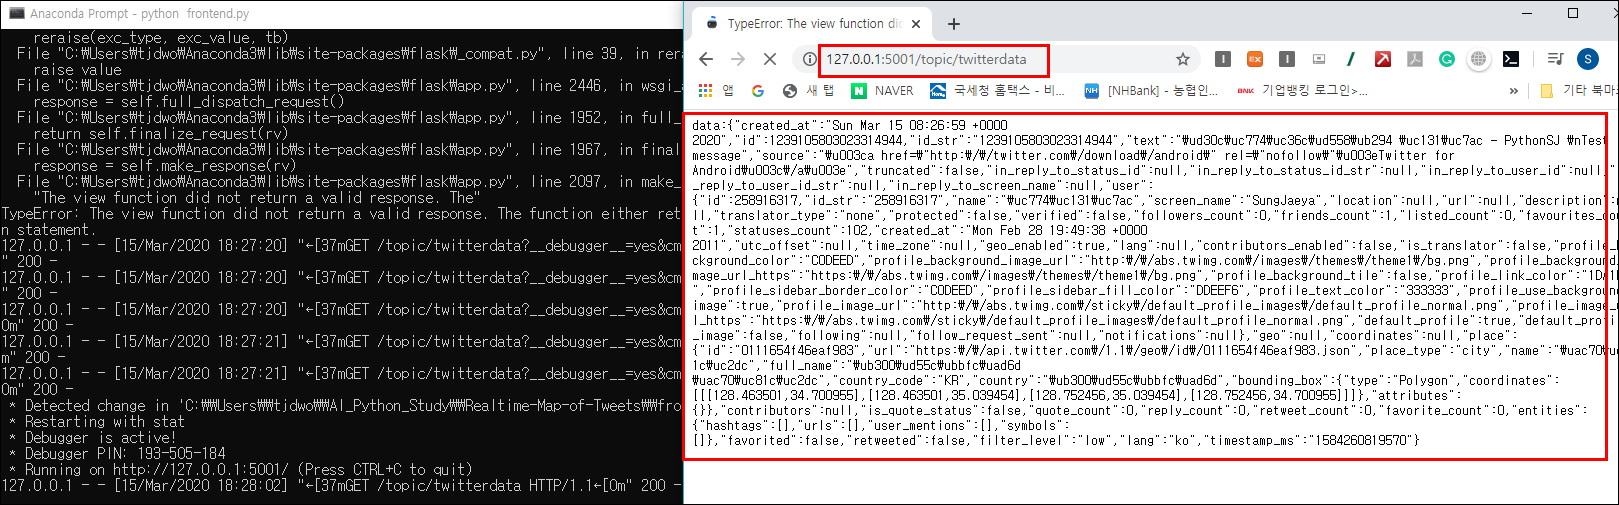 Anaconda Prompt - python  frontend.py
reraise(exc_type, exc_value, tb)
File "C:₩Users₩tjdwo₩Anaconda3₩lib₩site-packages₩flask₩_compat.py", line 39, in rera
raise value
File "C:₩Users₩tjdwo₩Anaconda3₩lib₩site-packages₩flask₩app.py", line 2446, in wsgi_a
response = self.full_dispatch_request()
File "C:₩Users₩tjdwo₩Anaconda3₩lib₩site-packages₩flask₩app.py", line 1952, in full_
return self.finalize_request(rv)
File "C:₩Users₩tjdwo₩Anaconda3₩lib₩site-packages₩flask₩app.py", line 1967, in final
response = self.make_response(rv)
File "C:₩Users₩tjdwo₩Anaconda3₩lib₩site-packages₩flask₩app.py", line 2097, in make_
"The view function did not return a valid response. The"
TypeError: The view function did not return a valid response. The function either ret
n statement.
127.0.0.1 - - [15/Mar/2020 18:27:20] "←[37mGET /topic/twitterdata?__debugger__=yes&cm
" 200 -
127.0.0.1 - - [15/Mar/2020 18:27:20] "←[37mGET /topic/twitterdata?__debugger__=yes&cm
" 200 -
127.0.0.1 - - [15/Mar/2020 18:27:20] "←[37mGET /topic/twitterdata?__debugger__=yes&cm
0m" 200 -
127.0.0.1 - - [15/Mar/2020 18:27:21] "←[37mGET /topic/twitterdata?__debugger__=yes&cm
m" 200 -
127.0.0.1 - - [15/Mar/2020 18:27:21] "←[37mGET /topic/twitterdata?__debugger__=yes&cm
0m" 200 -
* Detected change in 'C:₩₩Users₩₩tjdwo₩₩AI_Python_Study₩₩Realtime-Map-of-Tweets₩₩fro
* Restarting with stat
* Debugger is active!
* Debugger PIN: 193-505-184
* Running on http://127.0.0.1:5001/ (Press CTRL+C to quit)
127.0.0.1 - - [15/Mar/2020 18:28:02] "←[37mGET /topic/twitterdata HTTP/1.1←[0m" 200 -
TypeError: The view function did
127.0.0.1:5001/topic/twitterdata
앱
새 탭
NAVER
국세청 홈택스 - 비...
[NHBank] - 농협인...
기업뱅킹 로그인>...
»
기타 북마
data:{"created_at":"Sun Mar 15 08:26:59 +0000
2020","id":1239105803023314944,"id_str":"1239105803023314944","text":"₩ud30c₩uc774₩uc36c₩ud558₩ub294 ₩uc131₩uc7ac - PythonSJ ₩nTest
message","source":"₩u003ca href=₩"http:₩/₩/twitter.com₩/download₩/android₩" rel=₩"nofollow₩"₩u003eTwitter for
Android₩u003c₩/a₩u003e","truncated":false,"in_reply_to_status_id":null,"in_reply_to_status_id_str":null,"in_reply_to_user_id":null,"
_reply_to_user_id_str":null,"in_reply_to_screen_name":null,"user":
{"id":258916317,"id_str":"258916317","name":"₩uc774₩uc131₩uc7ac","screen_name":"SungJaeya","location":null,"url":null,"description":
ll,"translator_type":"none","protected":false,"verified":false,"followers_count":0,"friends_count":1,"listed_count":0,"favourites_co
t":1,"statuses_count":102,"created_at":"Mon Feb 28 19:49:38 +0000
2011","utc_offset":null,"time_zone":null,"geo_enabled":true,"lang":null,"contributors_enabled":false,"is_translator":false,"profile_
ckground_color":"C0DEED","profile_background_image_url":"http:₩/₩/abs.twimg.com₩/images₩/themes₩/theme1₩/bg.png","profile_background_
mage_url_https":"https:₩/₩/abs.twimg.com₩/images₩/themes₩/theme1₩/bg.png","profile_background_tile":false,"profile_link_color":"1DA1
","profile_sidebar_border_color":"C0DEED","profile_sidebar_fill_color":"DDEEF6","profile_text_color":"333333","profile_use_background
image":true,"profile_image_url":"http:₩/₩/abs.twimg.com₩/sticky₩/default_profile_images₩/default_profile_normal.png","profile_image_
l_https":"https:₩/₩/abs.twimg.com₩/sticky₩/default_profile_images₩/default_profile_normal.png","default_profile":true,"default_profi
_image":false,"following":null,"follow_request_sent":null,"notifications":null},"geo":null,"coordinates":null,"place":
{"id":"0111654f46eaf983","url":"https:₩/₩/api.twitter.com₩/1.1₩/geo₩/id₩/0111654f46eaf983.json","place_type":"city","name":"₩uac70₩u
1c₩uc2dc","full_name":"₩ub300₩ud55c₩ubbfc₩uad6d
₩uac70₩uc81c₩uc2dc","country_code":"KR","country":"₩ub300₩ud55c₩ubbfc₩uad6d","bounding_box":{"type":"Polygon","coordinates":
[[[128.463501,34.700955],[128.463501,35.039454],[128.752456,35.039454],[128.752456,34.700955]]]},"attributes":
{}},"contributors":null,"is_quote_status":false,"quote_count":0,"reply_count":0,"retweet_count":0,"favorite_count":0,"entities":
{"hashtags":[],"urls":[],"user_mentions":[],"symbols":
[]},"favorited":false,"retweeted":false,"filter_level":"low","lang":"ko","timestamp_ms":"1584260819570"}